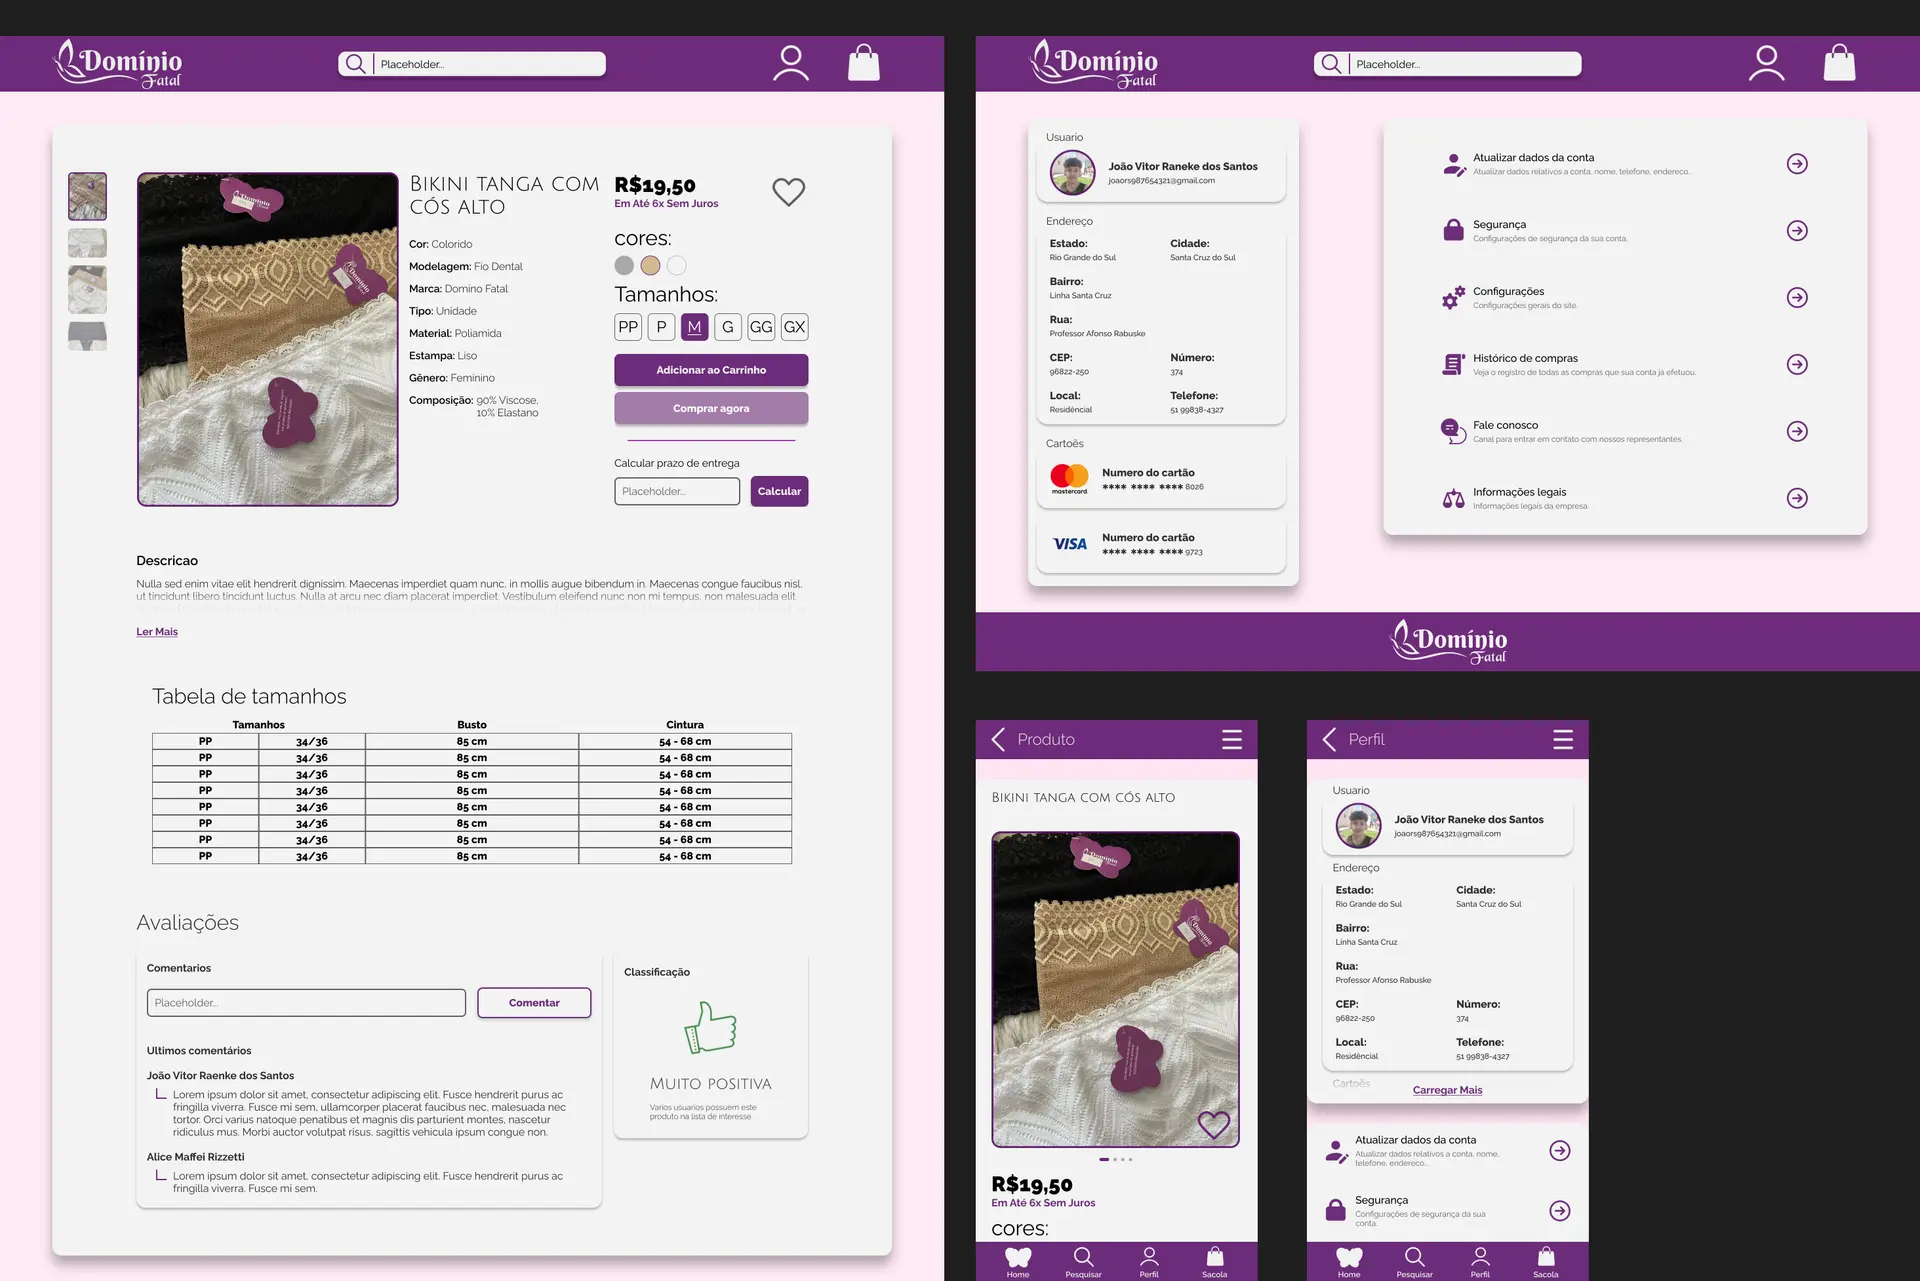 Domínio
Fatal
Placeholder...
BIKINI TANGA COM
CÓS ALTO
Cor: Colorido
Modelagem: Fio Dental
Marca: Domino Fatal
Tipo: Unidade
Material: Poliamida
Estampa: Liso
Gênero: Feminino
Composição: 90% Viscose,
10% Elastano
R$19,50
Em Até 6x Sem Juros
cores:
Tamanhos:
PP P M G GG GX
Adicionar ao Carrinho
Comprar agora
Calcular prazo de entrega
Placeholder...
Calcular
Descricao
Nulla sed enim vitae elit hendrerit dignissim. Maecenas imperdiet quam nunc, in mollis augue bibendum in. Maecenas congue faucibus nisl,
ut tincidunt libero tincidunt luctus. Nulla at arcu nec diam placerat imperdiet. Vestibulum eleifend nunc non mi tempus, non malesuada elit
Ler Mais
Tabela de tamanhos
Tamanhos Busto Cintura
PP 34/36 85 cm 54 - 68 cm
PP 34/36 85 cm 54 - 68 cm
PP 34/36 85 cm 54 - 68 cm
PP 34/36 85 cm 54 - 68 cm
PP 34/36 85 cm 54 - 68 cm
PP 34/36 85 cm 54 - 68 cm
PP 34/36 85 cm 54 - 68 cm
PP 34/36 85 cm 54 - 68 cm
Avaliações
Comentarios
Placeholder...
Comentar
Ultimos comentários
João Vitor Raenke dos Santos
Lorem ipsum dolor sit amet, consectetur adipiscing elit. Fusce hendrerit purus ac
fringilla viverra. Fusce mi sem, ullamcorper placerat faucibus nec, malesuada nec
tortor. Orci varius natoque penatibus et magnis dis parturient montes, nascetur
ridiculus mus. Morbi auctor volutpat risus, sagittis vehicula ipsum congue non.
Alice Maffei Rizzetti
Lorem ipsum dolor sit amet, consectetur adipiscing elit. Fusce hendrerit purus ac
fringilla viverra. Fusce mi sem.
Classificação
MUITO POSITIVA
Varios usuarios possuem este
produto na lista de interesse
Domínio
Fatal
Placeholder...
Usuario
João Vitor Raneke dos Santos
joaors987654321@gmail.com
Endereço
Estado: Cidade:
Rio Grande do Sul Santa Cruz do Sul
Bairro:
Linha Santa Cruz
Rua:
Professor Afonso Rabuske
CEP: Número:
96822-250 374
Local: Telefone:
Residêncial 51 99838-4327
Cartoês
mastercard
Numero do cartão
**** **** **** 8026
VISA
Numero do cartão
**** **** **** 9723
Atualizar dados da conta
Atualizar dados relativos a conta, nome, telefone, endereco...
Segurança
Configurações de segurança da sua conta.
Configurações
Configurações gerais do site.
Histórico de compras
Veja o registro de todas as compras que sua conta já efetuou.
Fale conosco
Canal para entrar em contato com nossos representantes.
Informações legais
Informações legais da empresa
Domínio
Fatal
Produto
BIKINI TANGA COM CÓS ALTO
R$19,50
Em Até 6x Sem Juros
cores:
Home Pesquisar Perfil Sacola
Perfil
Usuario
João Vitor Raneke dos Santos
joaors987654321@gmail.com
Endereço
Estado: Cidade:
Rio Grande do Sul Santa Cruz do Sul
Bairro:
Linha Santa Cruz
Rua:
Professor Afonso Rabuske
CEP: Número:
96822-250 374
Local: Telefone:
Residêncial 51 99838-4327
Cartoês
Carregar Mais
Atualizar dados da conta
Atualizar dados relativos a conta, nome,
telefone, endereco...
Segurança
Configurações de segurança da sua
conta.
Home Pesquisar Perfil Sacola